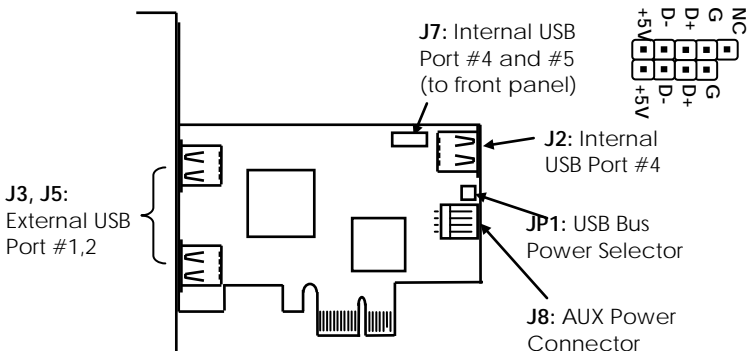 J7: Internal USB
Port #4 and #5
(to front panel)
+5V
D-
D+
G
NC
+5V
D-
D+
G
J2: Internal
USB Port #4
J3, J5:
External USB
Port #1,2
JP1: USB Bus
Power Selector
J8: AUX Power
Connector